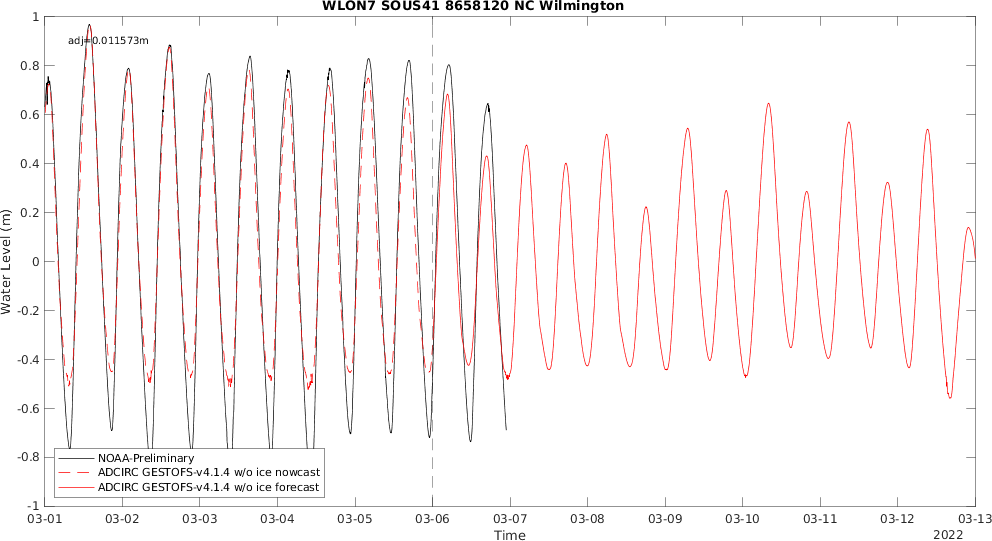 WLON7 SOUS41 8658120 NC Wilmington
adj=0.011573m
1
0.8
0.6
0.4
0.2
0
-0.2
-0.4
-0.6
-0.8
-1
Water Level (m)
NOAA-Preliminary
ADCIRC GESTOFS-v4.1.4 w/o ice nowcast
ADCIRC GESTOFS-v4.1.4 w/o ice forecast
03-01 03-02 03-03 03-04 03-05 03-06 03-07 03-08 03-09 03-10 03-11 03-12 03-13
Time
2022